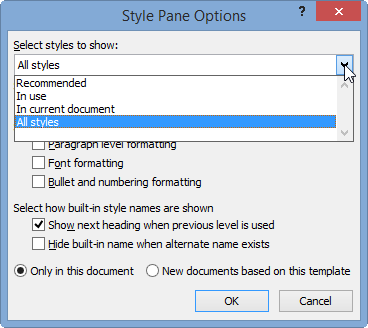 Style Pane Options
?
Select styles to show:
All styles
Recommended
In use
In current document
All styles
Paragraph level formatting
Font formatting
Bullet and numbering formatting
Select how built-in style names are shown
Show next heading when previous level is used
Hide built-in name when alternate name exists
Only in this document New documents based on this template
OK Cancel